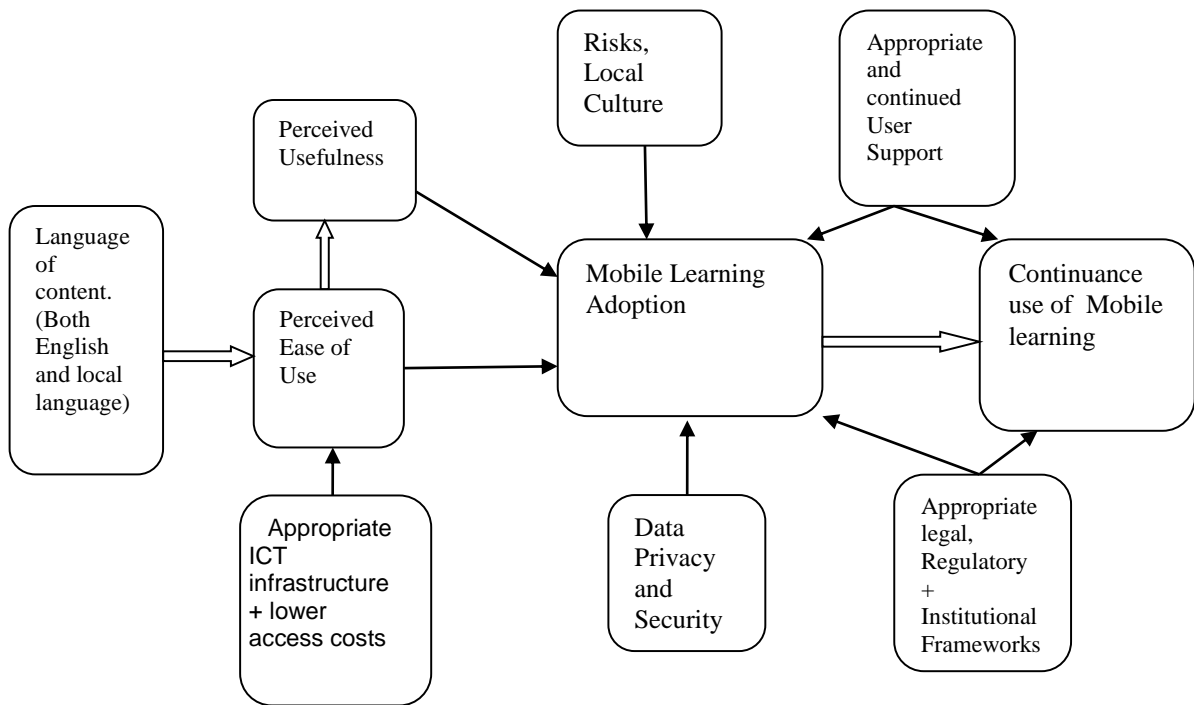 Risks,
Local
Culture
Appropriate
and
continued
User
Support
Perceived
Usefulness
Language
of
content.
(Both
English
and local
language)
Perceived
Ease of
Use
Mobile Learning
Adoption
Continuance
use of Mobile
learning
Appropriate
ICT
infrastructure
+ lower
access costs
Data
Privacy
and
Security
Appropriate
legal,
Regulatory
+
Institutional
Frameworks